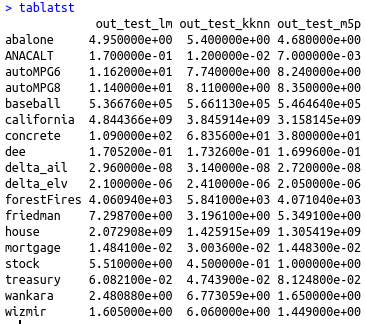 > tablatst
out_test_lm out_test_kknn out_test_m5p
abalone 4.950000e+00 5.400000e+00 4.680000e+00
ANACALT 1.700000e-01 1.200000e-02 7.000000e-03
autoMPG6 1.162000e+01 7.740000e+00 8.240000e+00
autoMPG8 1.140000e+01 8.110000e+00 8.350000e+00
baseball 5.366760e+05 5.661130e+05 5.464640e+05
california 4.844366e+09 3.845914e+09 3.158145e+09
concrete 1.090000e+02 6.835600e+01 3.800000e+01
dee 1.705200e-01 1.732600e-01 1.699600e-01
delta_ail 2.960000e-08 3.140000e-08 2.720000e-08
delta_elv 2.100000e-06 2.410000e-06 2.050000e-06
forestFires 4.060940e+03 5.841000e+03 4.071040e+03
friedman 7.298700e+00 3.196100e+00 5.349100e+00
house 2.072908e+09 1.425915e+09 1.305419e+09
mortgage 1.484100e-02 3.003600e-02 1.448300e-02
stock 5.510000e+00 4.500000e-01 1.000000e+00
treasury 6.082100e-02 4.743900e-02 8.124800e-02
wankara 2.480880e+00 6.773059e+00 1.650000e+00
wizmir 1.605000e+00 6.060000e+00 1.449000e+00